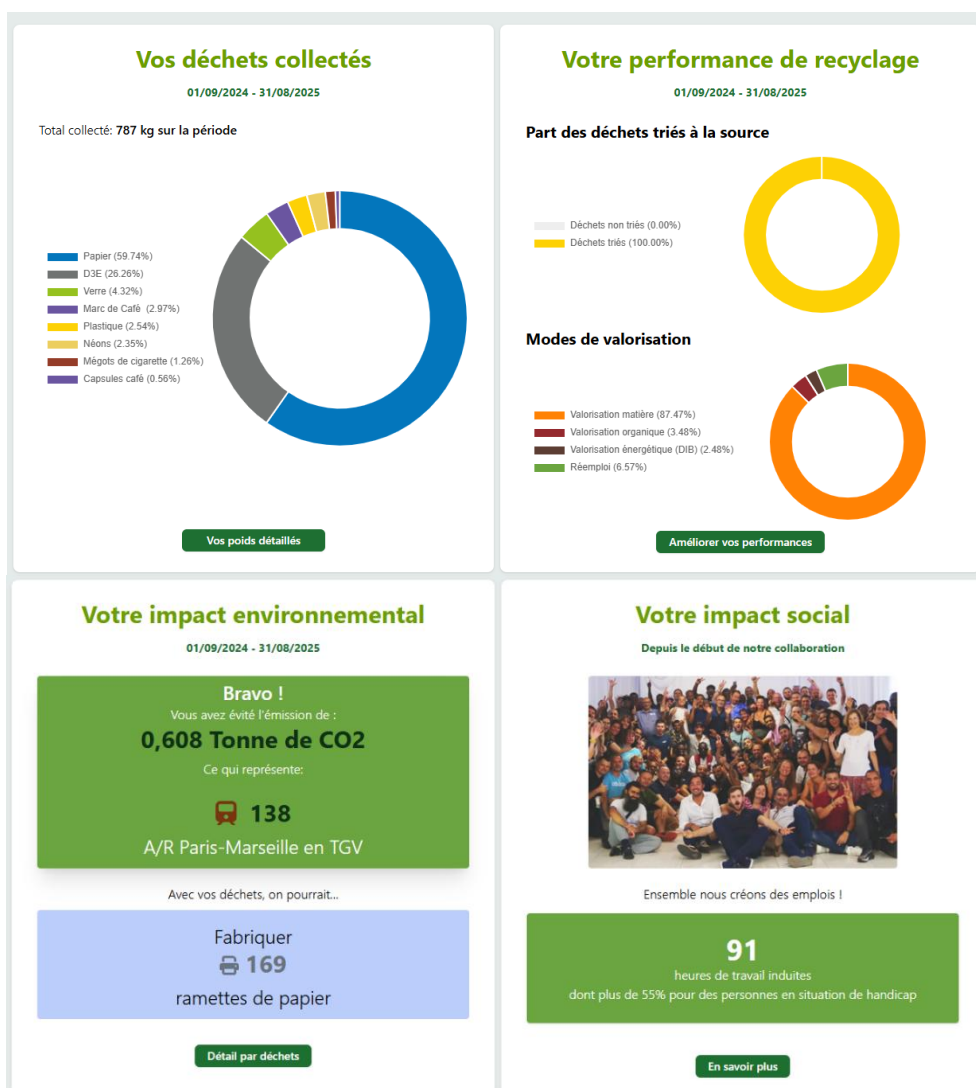 Vos déchets collectés
01/09/2024 - 31/08/2025
Total collecté: 787 kg sur la période
Papier (59.74%)
D3E (26.26%)
Verre (4.32%)
Marc de Café (2.97%)
Plastique (2.54%)
Néons (2.35%)
Mégots de cigarette (1.26%)
Capsules café (0.56%)
Vos poids détaillés
Votre performance de recyclage
01/09/2024 - 31/08/2025
Part des déchets triés à la source
Déchets non triés (0.00%)
Déchets triés (100.00%)
Modes de valorisation
Valorisation matière (87.47%)
Valorisation organique (3.48%)
Valorisation énergétique (DIB) (2.48%)
Réemploi (6.57%)
Améliorer vos performances
Votre impact environnemental
01/09/2024 - 31/08/2025
Bravo !
Vous avez évité l'émission de :
0,608 Tonne de CO2
Ce qui représente:
138
A/R Paris-Marseille en TGV
Avec vos déchets, on pourrait...
Fabriquer
169
ramettes de papier
Détail par déchets
Votre impact social
Depuis le début de notre collaboration
Ensemble nous créons des emplois !
91
heures de travail induites
dont plus de 55% pour des personnes en situation de handicap
En savoir plus